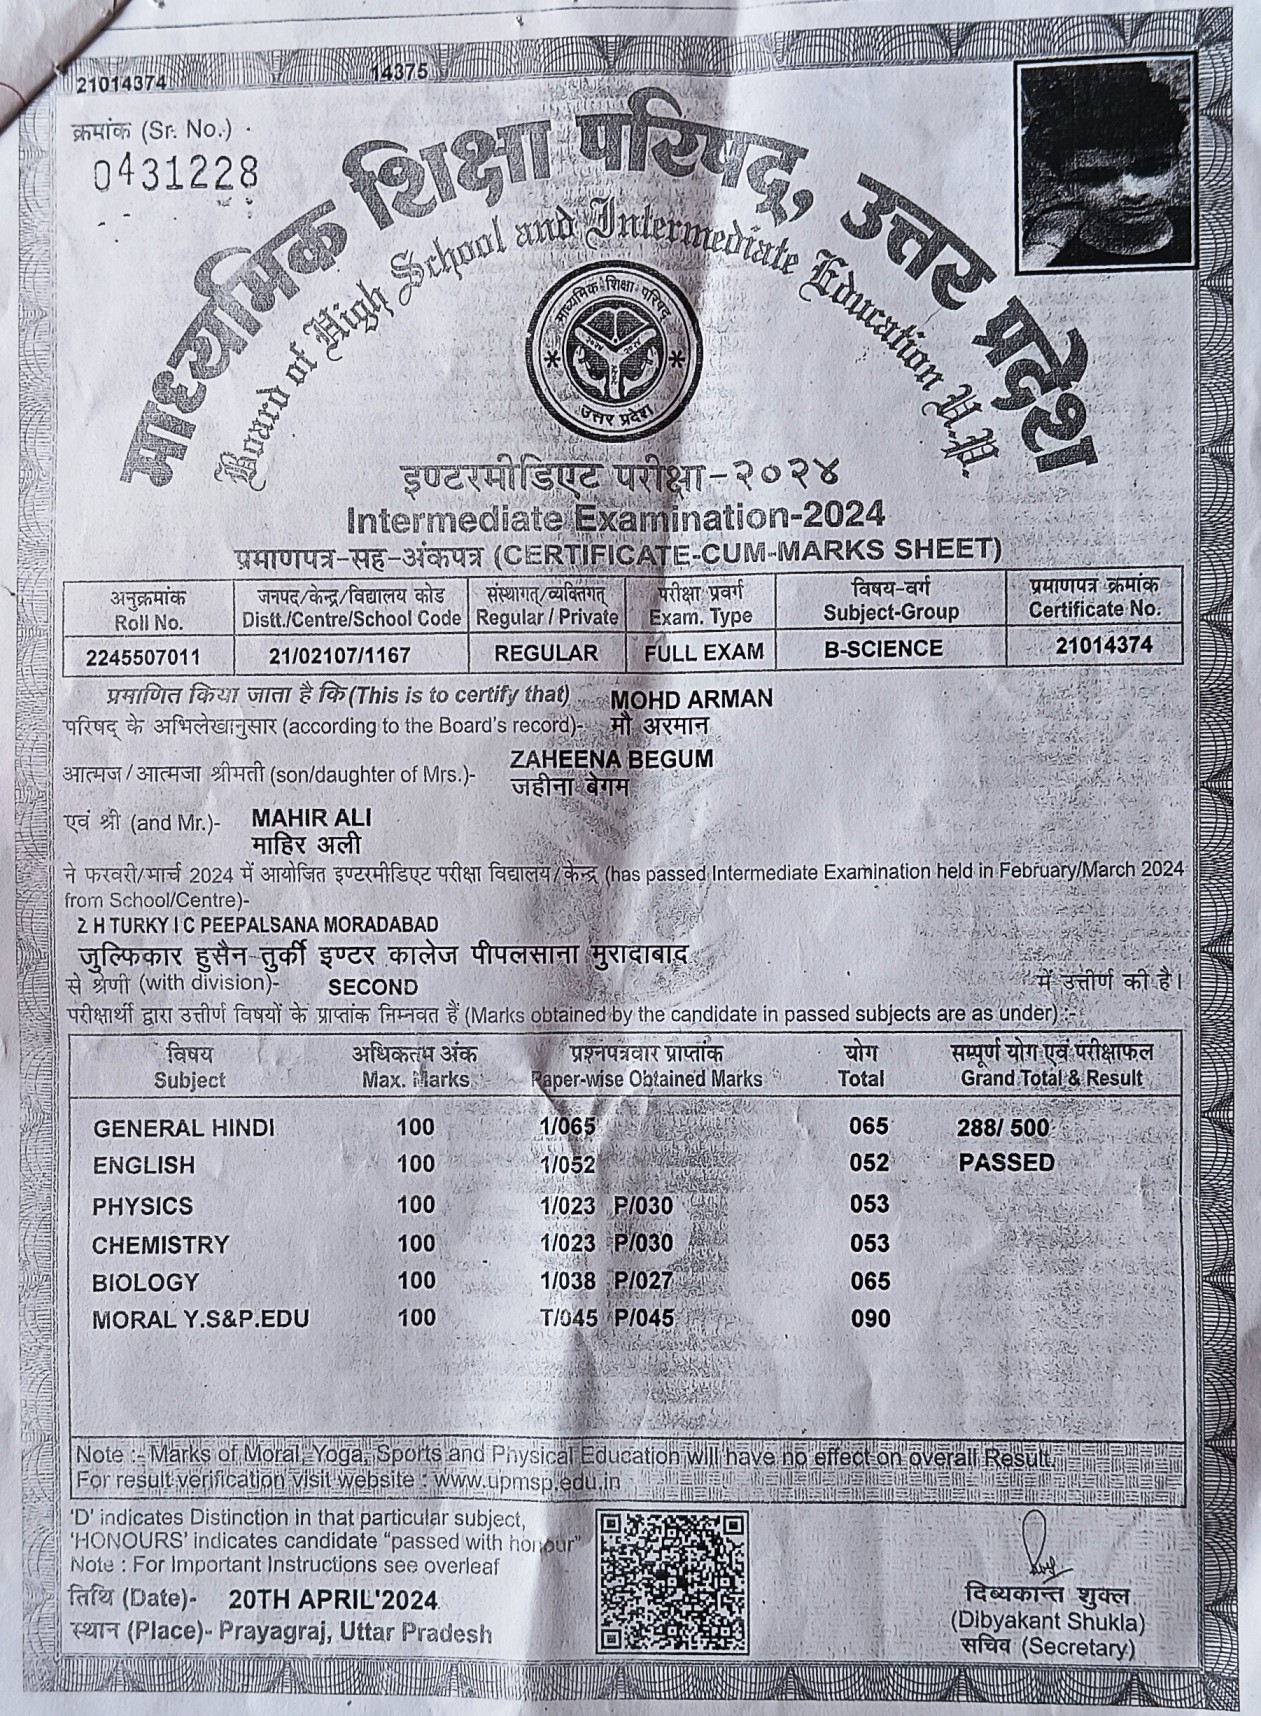 21014374 14375
क्रमांक (Sr. No.)
0431228
माध्यमिक शिक्षा परिषद्, उत्तर प्रदेश
Board of High School and Intermediate Education U.P.
माध्यमिक शिक्षा परिषद
उत्तर प्रदेश
इण्टरमीडिएट परीक्षा-२०२४
Intermediate Examination-2024
प्रमाणपत्र-सह-अंकपत्र (CERTIFICATE-CUM-MARKS SHEET)
अनुक्रमांक जनपद/केन्द्र/विद्यालय कोड संस्थागत्/व्यक्तिगत् परीक्षा प्रवर्ग विषय-वर्ग प्रमाणपत्र क्रमांक
Roll No. Distt./Centre/School Code Regular / Private Exam. Type Subject-Group Certificate No.
2245507011 21/02107/1167 REGULAR FULL EXAM B-SCIENCE 21014374
प्रमाणित किया जाता है कि (This is to certify that) MOHD ARMAN
परिषद् के अभिलेखानुसार (according to the Board's record)- मौ अरमान
ZAHEENA BEGUM
आत्मज/आत्मजा श्रीमती (son/daughter of Mrs.)- जहीना बेगम
एवं श्री (and Mr.)- MAHIR ALI
माहिर अली
ने फरवरी/मार्च 2024 में आयोजित इण्टरमीडिएट परीक्षा विद्यालय/केन्द्र (has passed Intermediate Examination held in February/March 2024
from School/Centre)-
Z H TURKY I C PEEPALSANA MORADABAD
जुल्फिकार हुसैन तुर्की इण्टर कालेज पीपलसाना मुरादाबाद
से श्रेणी (with division)- SECOND में उत्तीर्ण की है।
परीक्षार्थी द्वारा उत्तीर्ण विषयों के प्राप्तांक निम्नवत हैं (Marks obtained by the candidate in passed subjects are as under) :-
विषय अधिकतम अंक प्रश्नपत्रवार प्राप्तांक योग सम्पूर्ण योग एवं परीक्षाफल
Subject Max. Marks Paper-wise Obtained Marks Total Grand Total & Result
GENERAL HINDI 100 1/065 065 288/ 500
ENGLISH 100 1/052 052 PASSED
PHYSICS 100 1/023 P/030 053
CHEMISTRY 100 1/023 P/030 053
BIOLOGY 100 1/038 P/027 065
MORAL Y.S&P.EDU 100 T/045 P/045 090
Note :- Marks of Moral, Yoga, Sports and Physical Education will have no effect on overall Result.
For result verification visit website : www.upmsp.edu.in
'D' indicates Distinction in that particular subject,
'HONOURS' indicates candidate "passed with honour"
Note : For Important Instructions see overleaf
तिथि (Date)- 20TH APRIL'2024
स्थान (Place)- Prayagraj, Uttar Pradesh
दिब्यकान्त शुक्ल
(Dibyakant Shukla)
सचिव (Secretary)